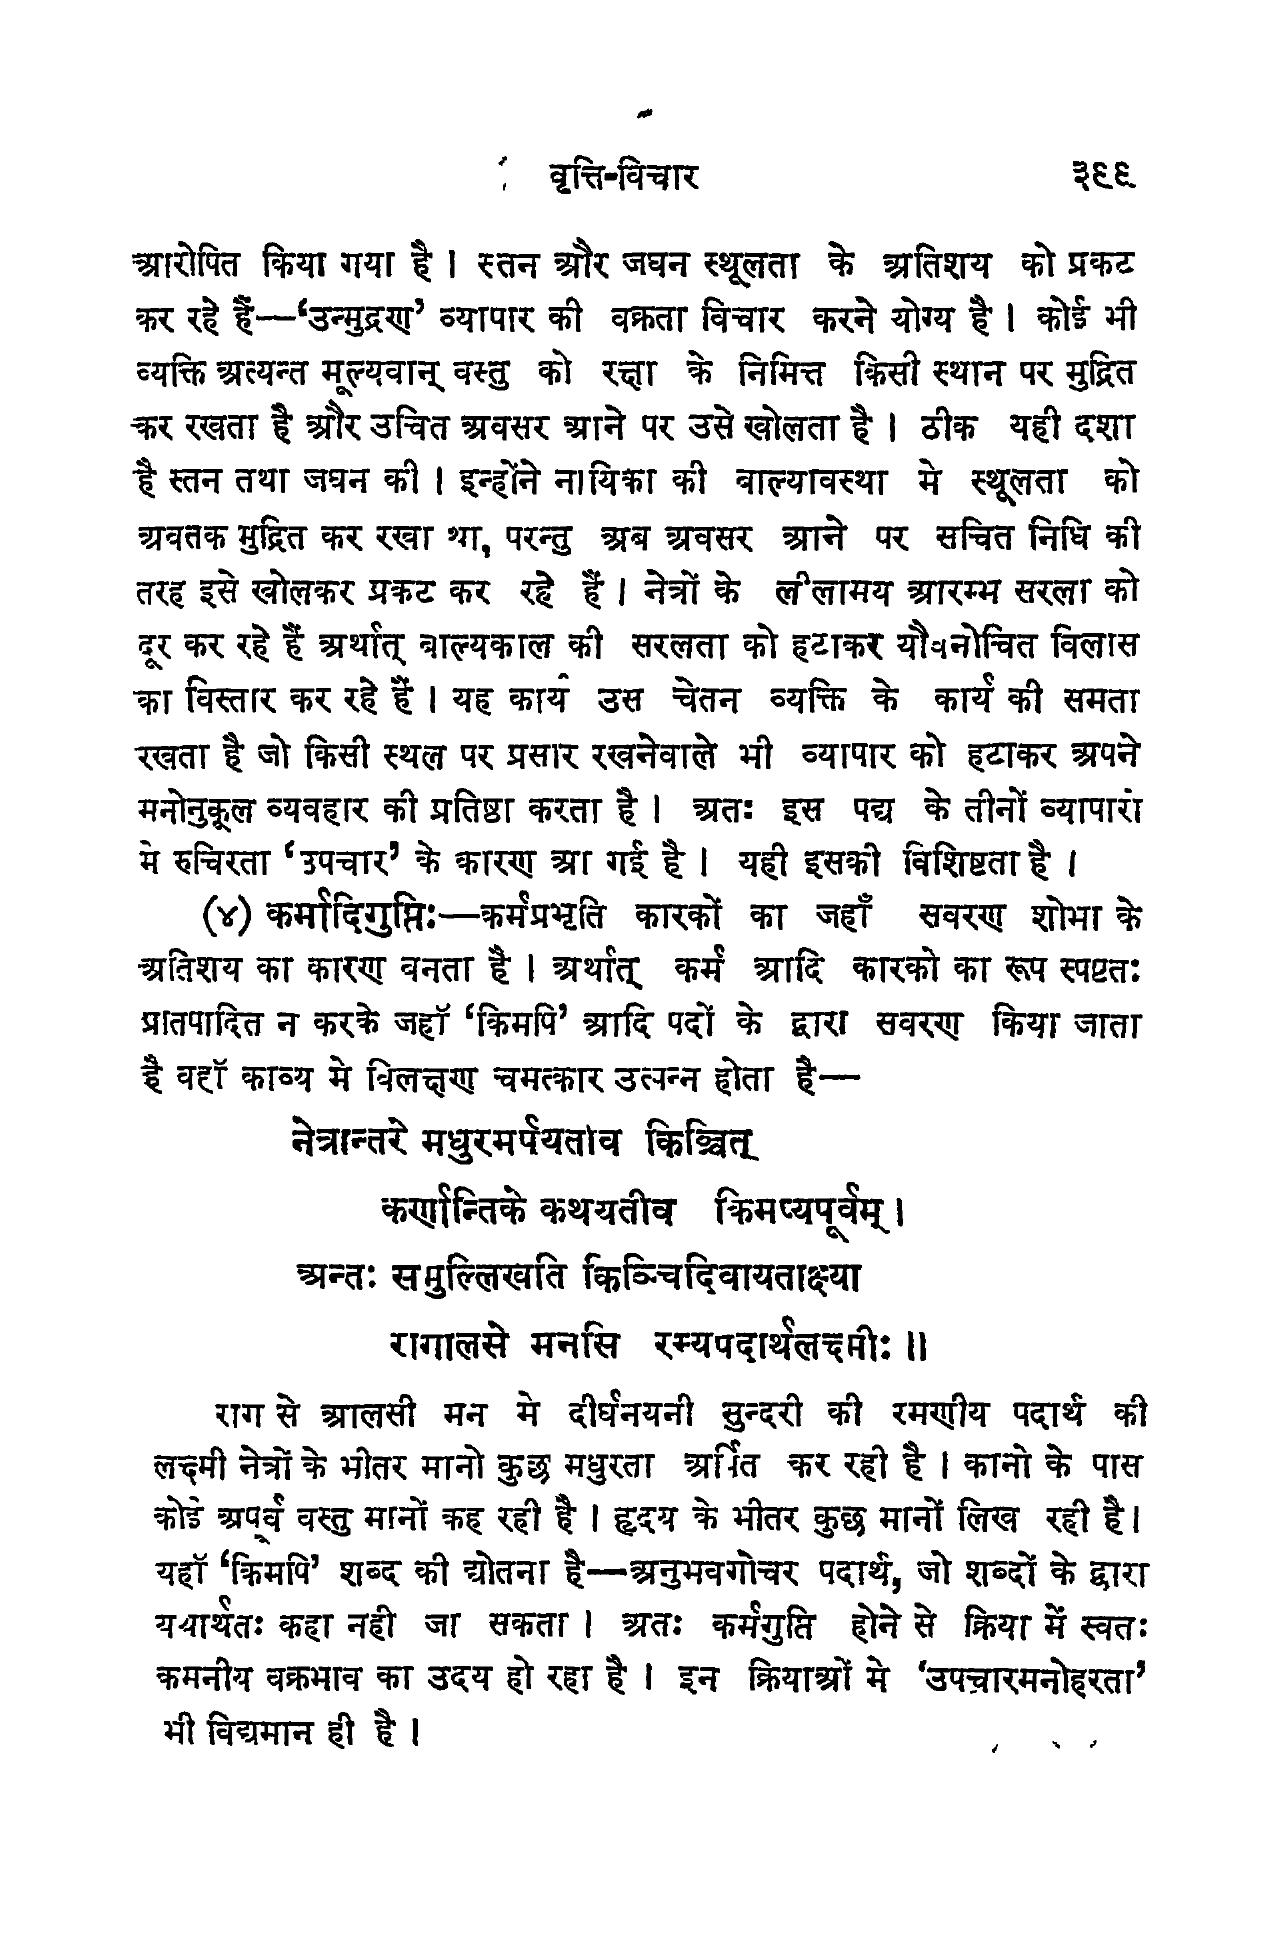 वृत्ति-विचार ३९९
आरोपित किया गया है । स्तन और जघन स्थूलता के अतिशय को प्रकट
कर रहे हैं—‘उन्मुद्रण’ व्यापार की वक्रता विचार करने योग्य है । कोई भी
व्यक्ति अत्यन्त मूल्यवान् वस्तु को रक्षा के निमित्त किसी स्थान पर मुद्रित
कर रखता है और उचित अवसर आने पर उसे खोलता है । ठीक यही दशा
है स्तन तथा जघन की । इन्होंने नायिका की बाल्यावस्था मे स्थूलता को
अबतक मुद्रित कर रखा था, परन्तु अब अवसर आने पर सचित निधि की
तरह इसे खोलकर प्रकट कर रहे हैं । नेत्रों के लीलामय आरम्भ सरला को
दूर कर रहे हैं अर्थात् बाल्यकाल की सरलता को हटाकर यौवनोचित विलास
का विस्तार कर रहे हैं । यह कार्य उस चेतन व्यक्ति के कार्य की समता
रखता है जो किसी स्थल पर प्रसार रखनेवाले भी व्यापार को हटाकर अपने
मनोनुकूल व्यवहार की प्रतिष्ठा करता है । अतः इस पद्य के तीनों व्यापारों
मे रुचिरता ‘उपचार’ के कारण आ गई है । यही इसकी विशिष्टता है ।
(४) कर्मादिगुप्तिः—कर्मप्रभृति कारकों का जहाँ सवरण शोभा के
अतिशय का कारण बनता है । अर्थात् कर्म आदि कारको का रूप स्पष्टतः
प्रतिपादित न करके जहाँ ‘किमपि’ आदि पदों के द्वारा सवरण किया जाता
है वहाँ काव्य मे विलक्षण चमत्कार उत्पन्न होता है—
नेत्रान्तरे मधुरमर्पयतीव किञ्चित्
कर्णान्तिके कथयतीव किमप्यपूर्वम् ।
अन्तः समुल्लिखति किञ्चिदिवायताक्ष्या
रागालसे मनसि रम्यपदार्थलक्ष्मीः ॥
राग से आलसी मन मे दीर्घनयनी सुन्दरी की रमणीय पदार्थ की
लक्ष्मी नेत्रों के भीतर मानो कुछ मधुरता अर्पित कर रही है । कानो के पास
कोई अपूर्व वस्तु मानों कह रही है । हृदय के भीतर कुछ मानों लिख रही है ।
यहाँ ‘किमपि’ शब्द की द्योतना है—अनुभवगोचर पदार्थ, जो शब्दों के द्वारा
यथार्थतः कहा नही जा सकता । अतः कर्मगुप्ति होने से क्रिया में स्वतः
कमनीय वक्रभाव का उदय हो रहा है । इन क्रियाओं मे ‘उपचारमनोहरता’
भी विद्यमान ही है ।